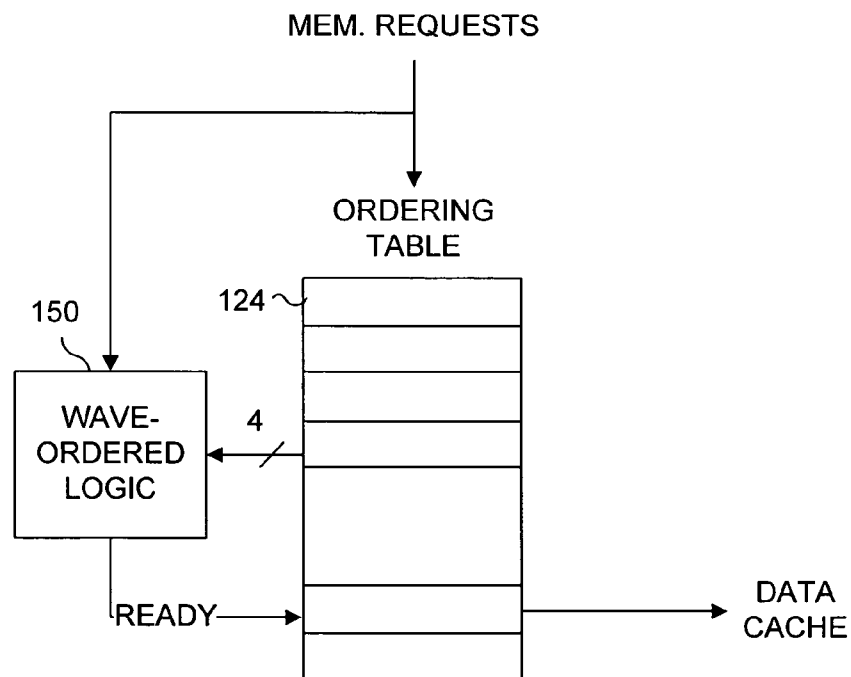 MEM. REQUESTS
ORDERING
TABLE
124
150
WAVE-
ORDERED
LOGIC
4
READY
DATA
CACHE